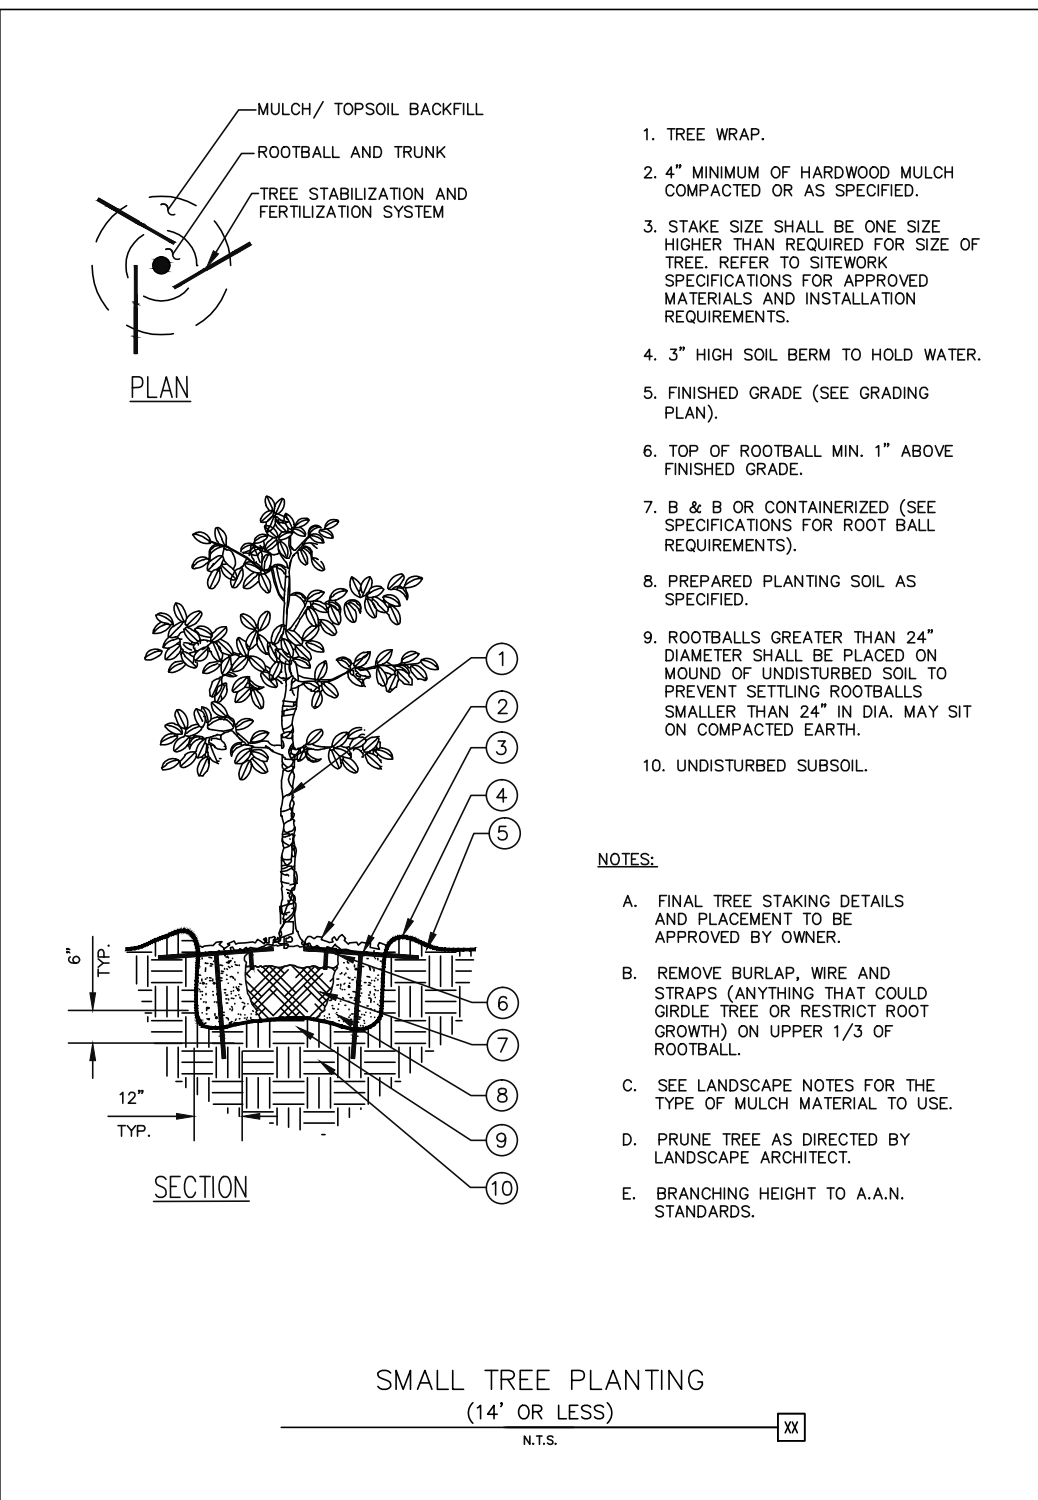 MULCH/ TOPSOIL BACKFILL
ROOTBALL AND TRUNK
TREE STABILIZATION AND
FERTILIZATION SYSTEM
PLAN
1. TREE WRAP.
2. 4" MINIMUM OF HARDWOOD MULCH
COMPACTED OR AS SPECIFIED.
3. STAKE SIZE SHALL BE ONE SIZE
HIGHER THAN REQUIRED FOR SIZE OF
TREE. REFER TO SITEWORK
SPECIFICATIONS FOR APPROVED
MATERIALS AND INSTALLATION
REQUIREMENTS.
4. 3" HIGH SOIL BERM TO HOLD WATER.
5. FINISHED GRADE (SEE GRADING
PLAN).
6. TOP OF ROOTBALL MIN. 1" ABOVE
FINISHED GRADE.
7. B & B OR CONTAINERIZED (SEE
SPECIFICATIONS FOR ROOT BALL
REQUIREMENTS).
8. PREPARED PLANTING SOIL AS
SPECIFIED.
9. ROOTBALLS GREATER THAN 24"
DIAMETER SHALL BE PLACED ON
MOUND OF UNDISTURBED SOIL TO
PREVENT SETTLING ROOTBALLS
SMALLER THAN 24" IN DIA. MAY SIT
ON COMPACTED EARTH.
10. UNDISTURBED SUBSOIL.
1
2
3
4
5
6
7
8
9
10
6"
TYP.
12"
TYP.
SECTION
NOTES:
A. FINAL TREE STAKING DETAILS
AND PLACEMENT TO BE
APPROVED BY OWNER.
B. REMOVE BURLAP, WIRE AND
STRAPS (ANYTHING THAT COULD
GIRDLE TREE OR RESTRICT ROOT
GROWTH) ON UPPER 1/3 OF
ROOTBALL.
C. SEE LANDSCAPE NOTES FOR THE
TYPE OF MULCH MATERIAL TO USE.
D. PRUNE TREE AS DIRECTED BY
LANDSCAPE ARCHITECT.
E. BRANCHING HEIGHT TO A.A.N.
STANDARDS.
SMALL TREE PLANTING
(14' OR LESS)
N.T.S.
XX